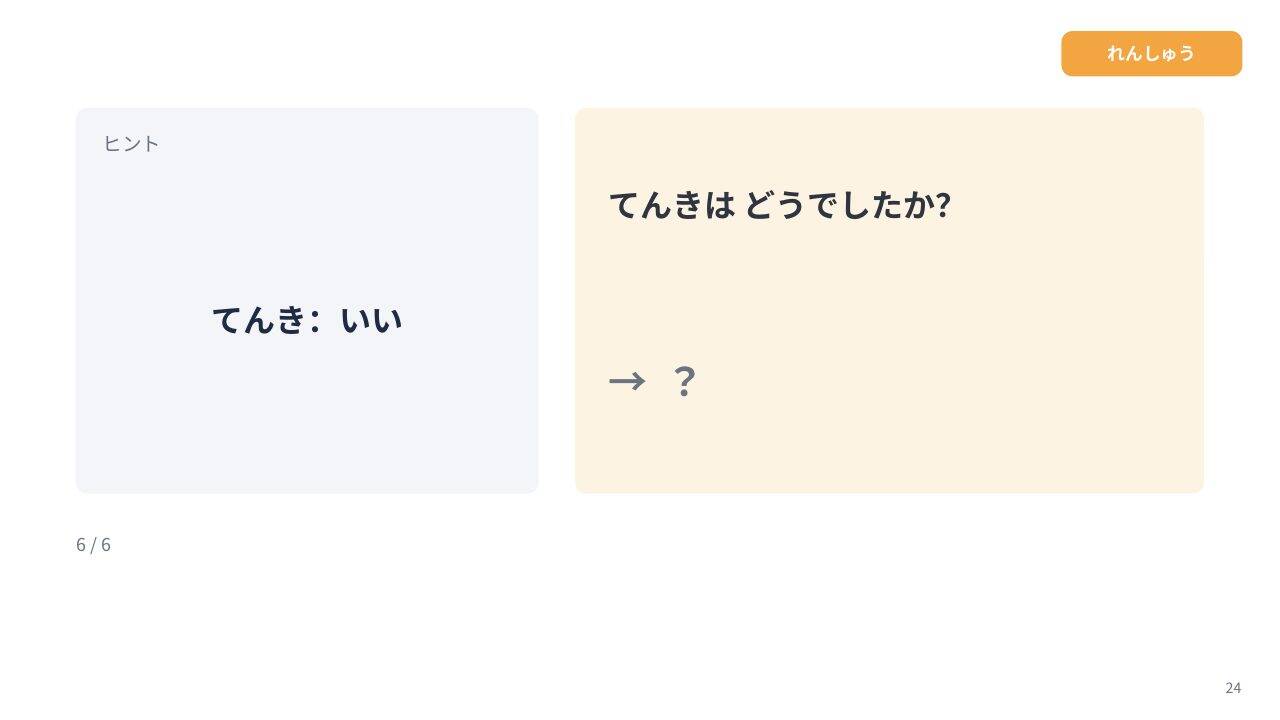 れんしゅう
ヒント
てんき：いい
てんきは どうでしたか？
→ ？
6 / 6
24